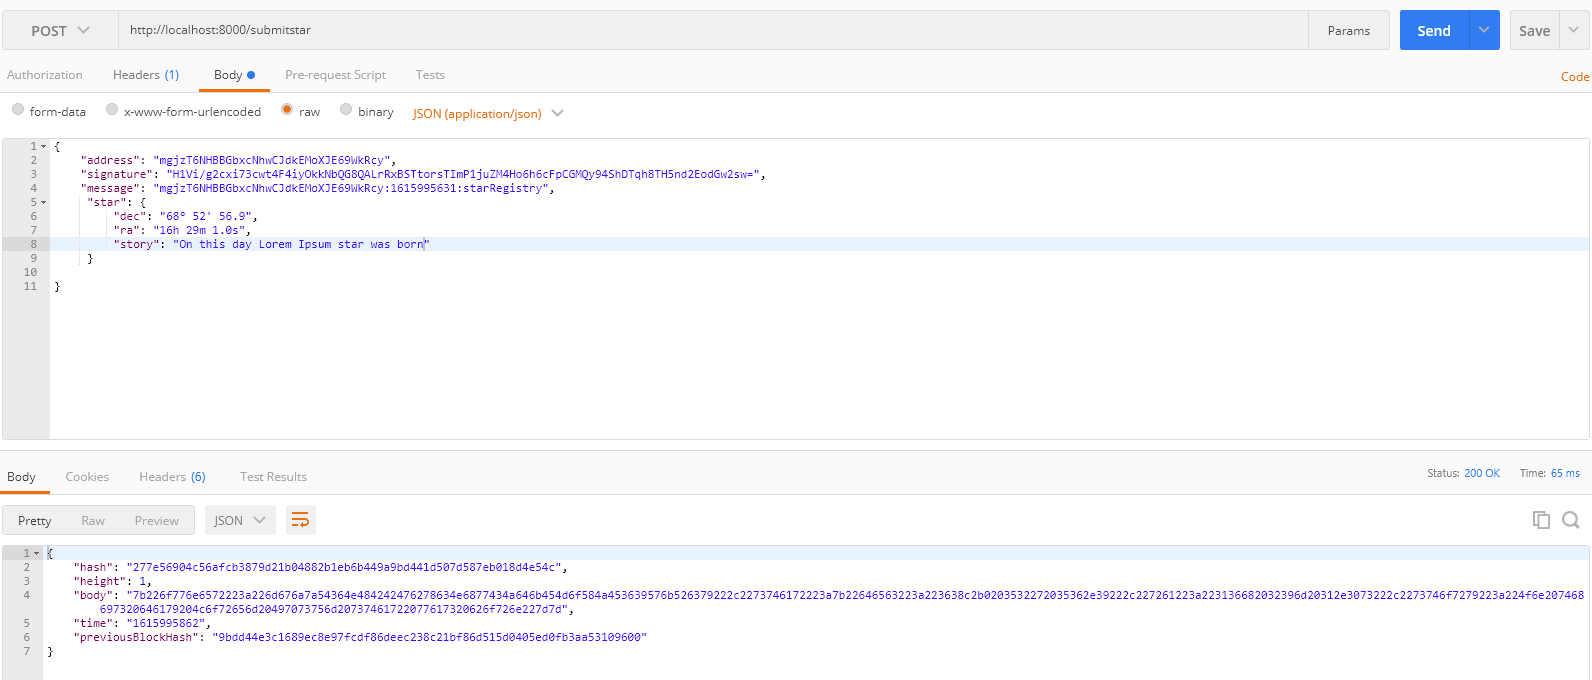 POST
http://localhost:8000/submitstar
Params
Send
Save
Authorization
Headers (1)
Body
Pre-request Script
Tests
Code
form-data
x-www-form-urlencoded
raw
binary
JSON (application/json)
1 {
2 "address": "mgjzT6NHBBGbxcNhwCJdkEMoXJE69WkRcy",
3 "signature": "H1Vi/g2cxi73cwt4F4iyOkkNbQG8QALrRxBSTtorsTImP1juZM4Ho6h6cFpCGMQy94ShDTqh8TH5nd2EodGw2sw=",
4 "message": "mgjzT6NHBBGbxcNhwCJdkEMoXJE69WkRcy:1615995631:starRegistry",
5 "star": {
6 "dec": "68° 52' 56.9",
7 "ra": "16h 29m 1.0s",
8 "story": "On this day Lorem Ipsum star was born"
9 }
10
11 }
Body
Cookies
Headers (6)
Test Results
Status: 200 OK
Time: 65 ms
Pretty
Raw
Preview
JSON
1 {
2 "hash": "277e56904c56afcb3879d21b04882b1eb6b449a9bd441d507d587eb018d4e54c",
3 "height": 1,
4 "body": "7b226f776e6572223a226d676a7a54364e484242476278634e6877434a646b454d6f584a453639576b526379222c2273746172223a7b22646563223a223638c2b0203532272035362e39222c227261223a223136682032396d20312e3073222c2273746f7279223a224f6e207468
697320646179204c6f72656d20497073756d20737461722077617320626f726e227d7d",
5 "time": "1615995862",
6 "previousBlockHash": "9bdd44e3c1689ec8e97fcdf86deec238c21bf86d515d0405ed0fb3aa53109600"
7 }